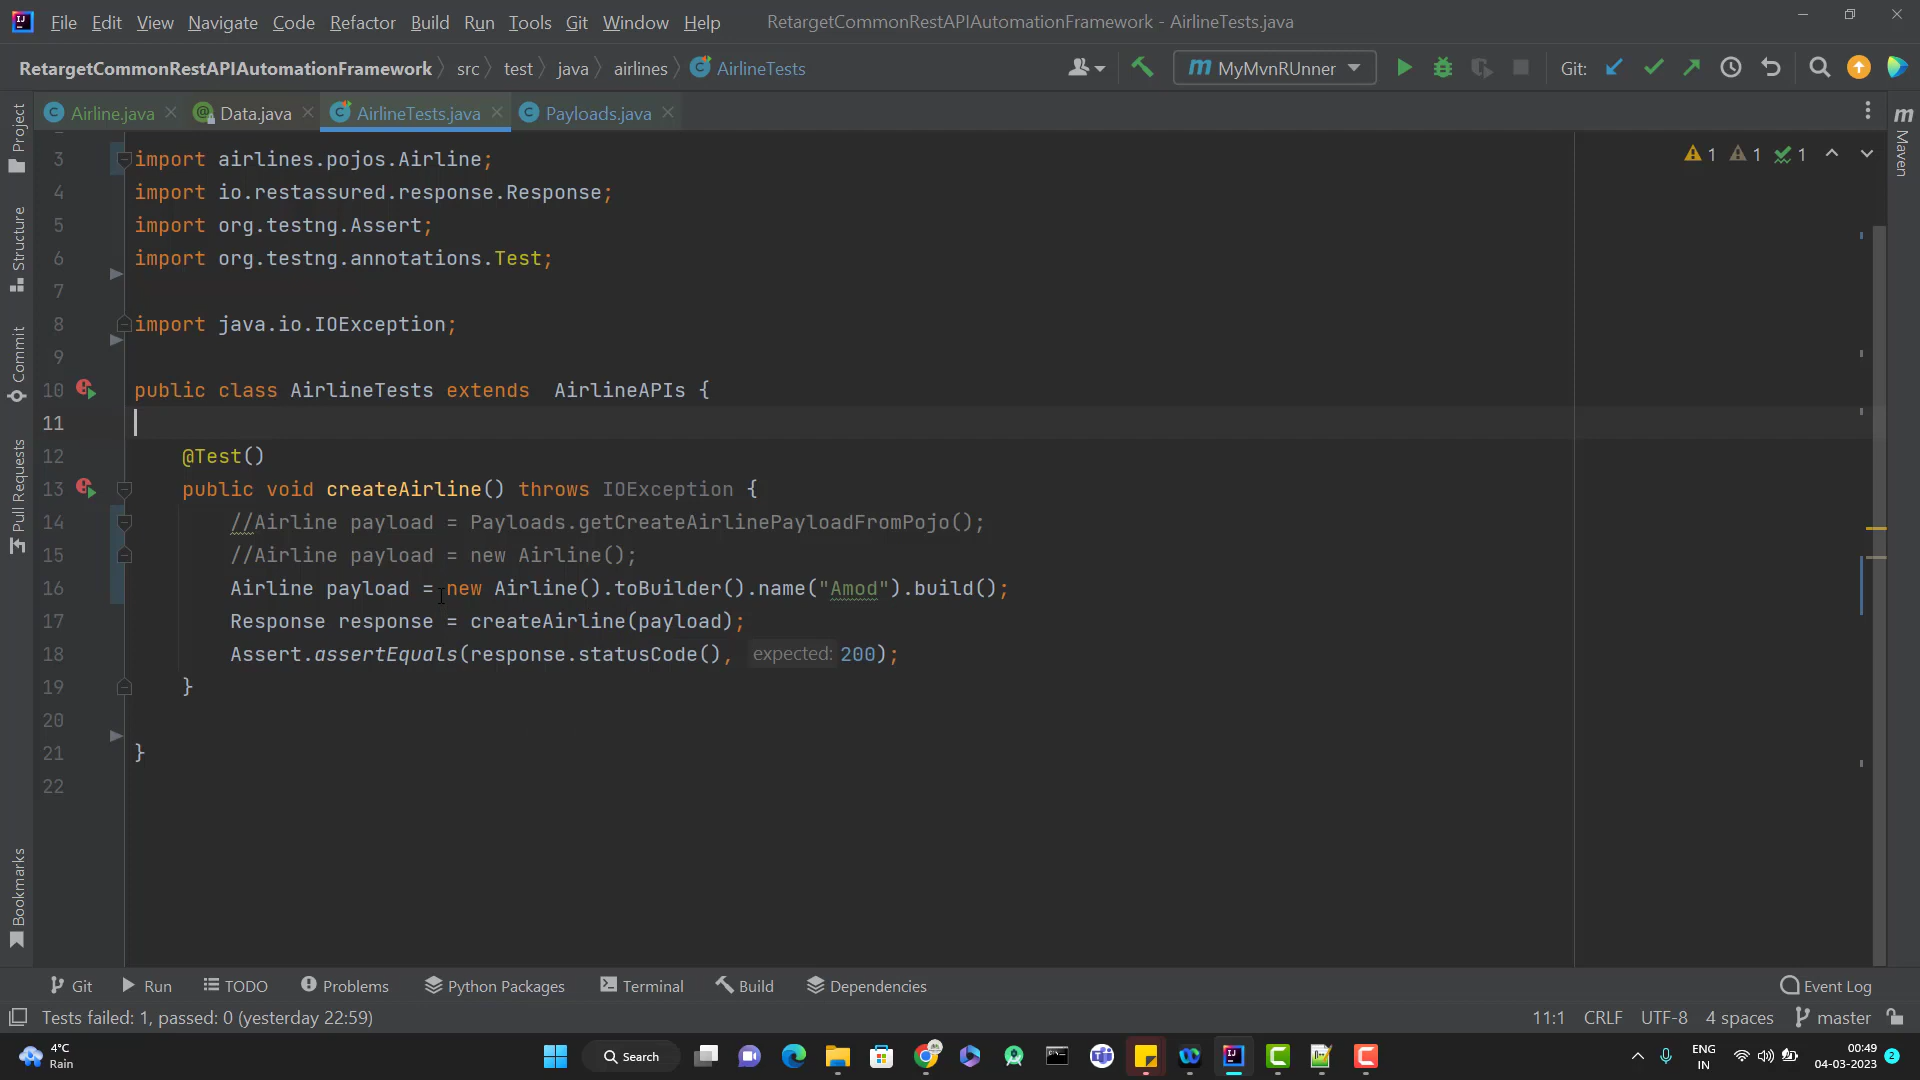 File Edit View Navigate Code Refactor Build Run Tools Git Window Help RetargetCommonRestAPIAutomationFramework - AirlineTests.java
RetargetCommonRestAPIAutomationFramework src test java airlines AirlineTests MyMvnRUnner Git:
Airline.java Data.java AirlineTests.java Payloads.java
Project
Structure
Commit
Pull Requests
Bookmarks
m
Maven
1 1 1
3 import airlines.pojos.Airline;
4 import io.restassured.response.Response;
5 import org.testng.Assert;
6 import org.testng.annotations.Test;
7
8 import java.io.IOException;
9
10 public class AirlineTests extends  AirlineAPIs {
11
12 @Test()
13 public void createAirline() throws IOException {
14 //Airline payload = Payloads.getCreateAirlinePayloadFromPojo();
15 //Airline payload = new Airline();
16 Airline payload = new Airline().toBuilder().name("Amod").build();
17 Response response = createAirline(payload);
18 Assert.assertEquals(response.statusCode(), expected: 200);
19 }
20
21 }
22
Git Run TODO Problems Python Packages Terminal Build Dependencies Event Log
Tests failed: 1, passed: 0 (yesterday 22:59) 11:1 CRLF UTF-8 4 spaces master
4°C
Rain
Search
ENG
IN
00:49
04-03-2023
2